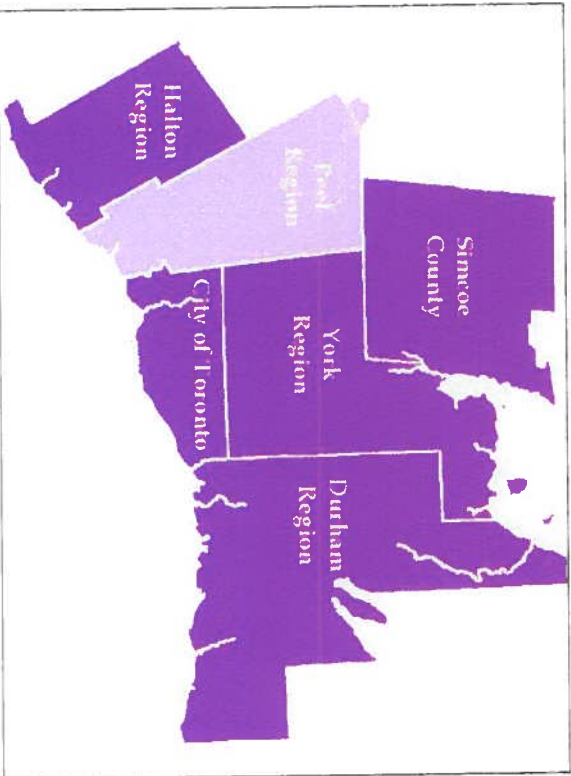 Simcoe
County
Halton
Region
Peel
Region
York
Region
Durham
Region
City of Toronto